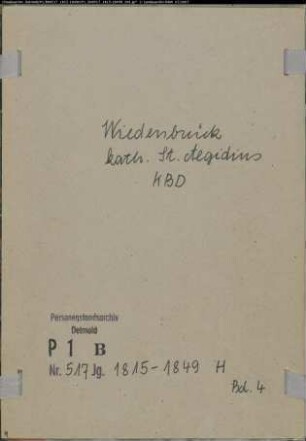 Wiedenbrück
kath. St. Aegidius
KBD
Personenstandsarchiv
Detmold
P 1 B
Nr. 517 Jg. 1815-1849 H
Bd. 4